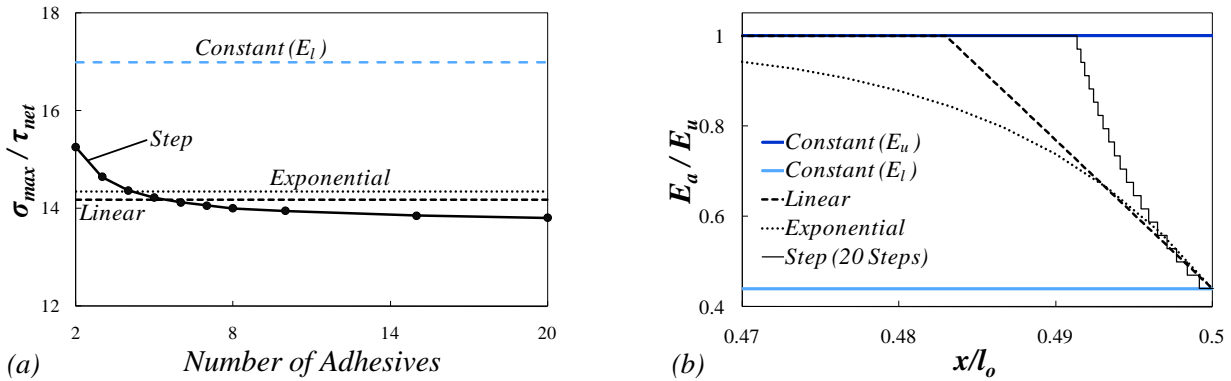 18
16
14
12
σmax / τnet
Constant (El)
Step
Exponential
Linear
2
8
14
20
(a)
Number of Adhesives
1
0.8
0.6
0.4
Ea / Eu
Constant (Eu)
Constant (El)
Linear
Exponential
Step (20 Steps)
0.47
0.48
0.49
0.5
(b)
x/lo